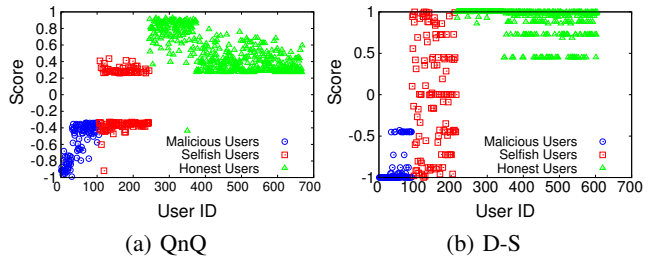 1
0.8
0.6
0.4
0.2
0
-0.2
-0.4
-0.6
-0.8
-1
Score
Malicious Users
Selfish Users
Honest Users
0 100 200 300 400 500 600 700
User ID
(a) QnQ
1
0.5
0
-0.5
-1
Score
Malicious Users
Selfish Users
Honest Users
0 100 200 300 400 500 600 700
User ID
(b) D-S